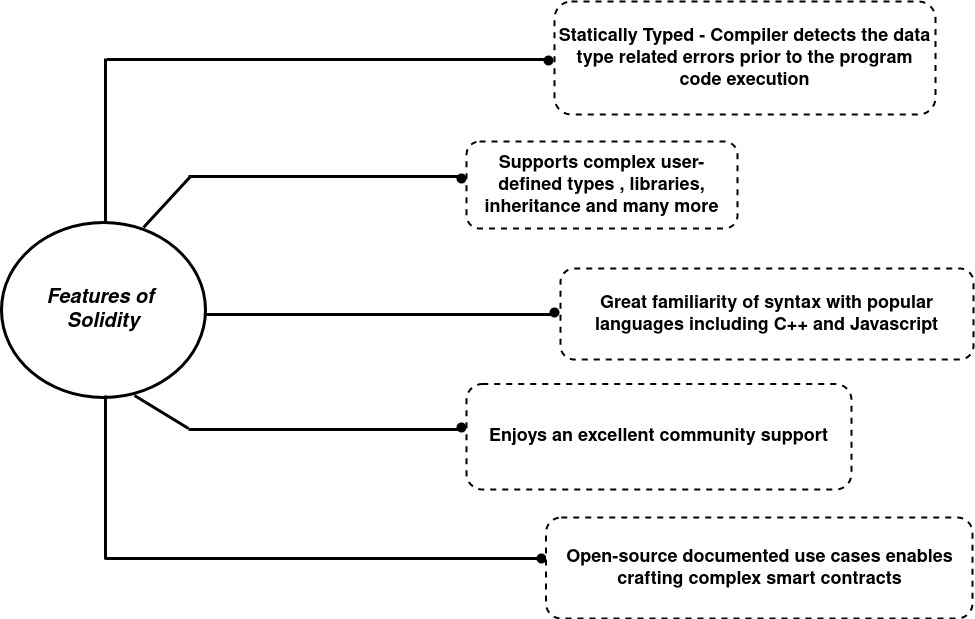 Statically Typed - Compiler detects the data
type related errors prior to the program
code execution
Supports complex user-
defined types , libraries,
inheritance and many more
Features of
Solidity
Great familiarity of syntax with popular
languages including C++ and Javascript
Enjoys an excellent community support
Open-source documented use cases enables
crafting complex smart contracts